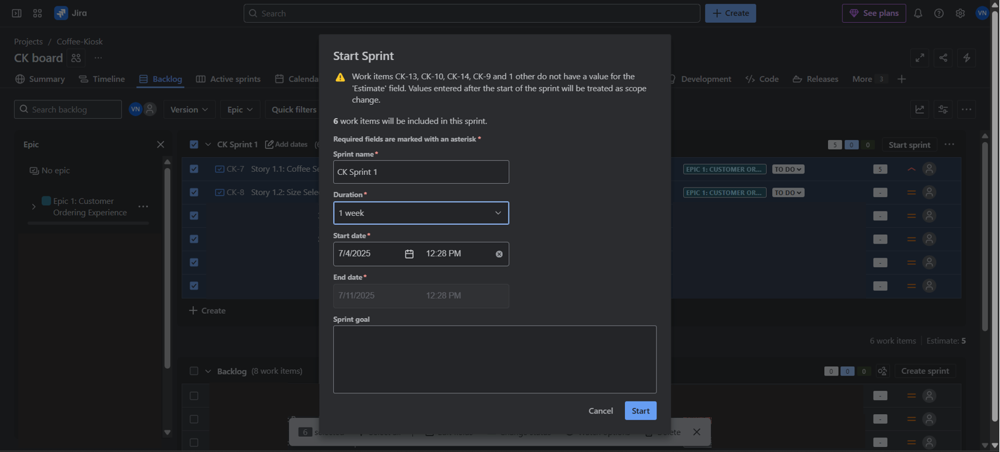 Jira
Search
Create
See plans
VN
Projects / Coffee-Kiosk
CK board
Summary
Timeline
Backlog
Active sprints
Calenda
Development
Code
Releases
More 3
Search backlog
VN
Version
Epic
Quick filters
Epic
No epic
Epic 1: Customer
Ordering Experience
CK Sprint 1
Add dates
5 0 0
Start sprint
CK-7 Story 1.1: Coffee Se
EPIC 1: CUSTOMER OR...
TO DO
5
CK-8 Story 1.2: Size Sele
EPIC 1: CUSTOMER OR...
TO DO
-
-
-
-
-
Create
6 work items
Estimate: 5
Backlog (8 work items)
0 0 0
Create sprint
-
-
-
Start Sprint
Work items CK-13, CK-10, CK-14, CK-9 and 1 other do not have a value for the
'Estimate' field. Values entered after the start of the sprint will be treated as scope
change.
6 work items will be included in this sprint.
Required fields are marked with an asterisk *
Sprint name*
CK Sprint 1
Duration*
1 week
Start date*
7/4/2025 12:28 PM
End date*
7/11/2025 12:28 PM
Sprint goal
Cancel
Start
6